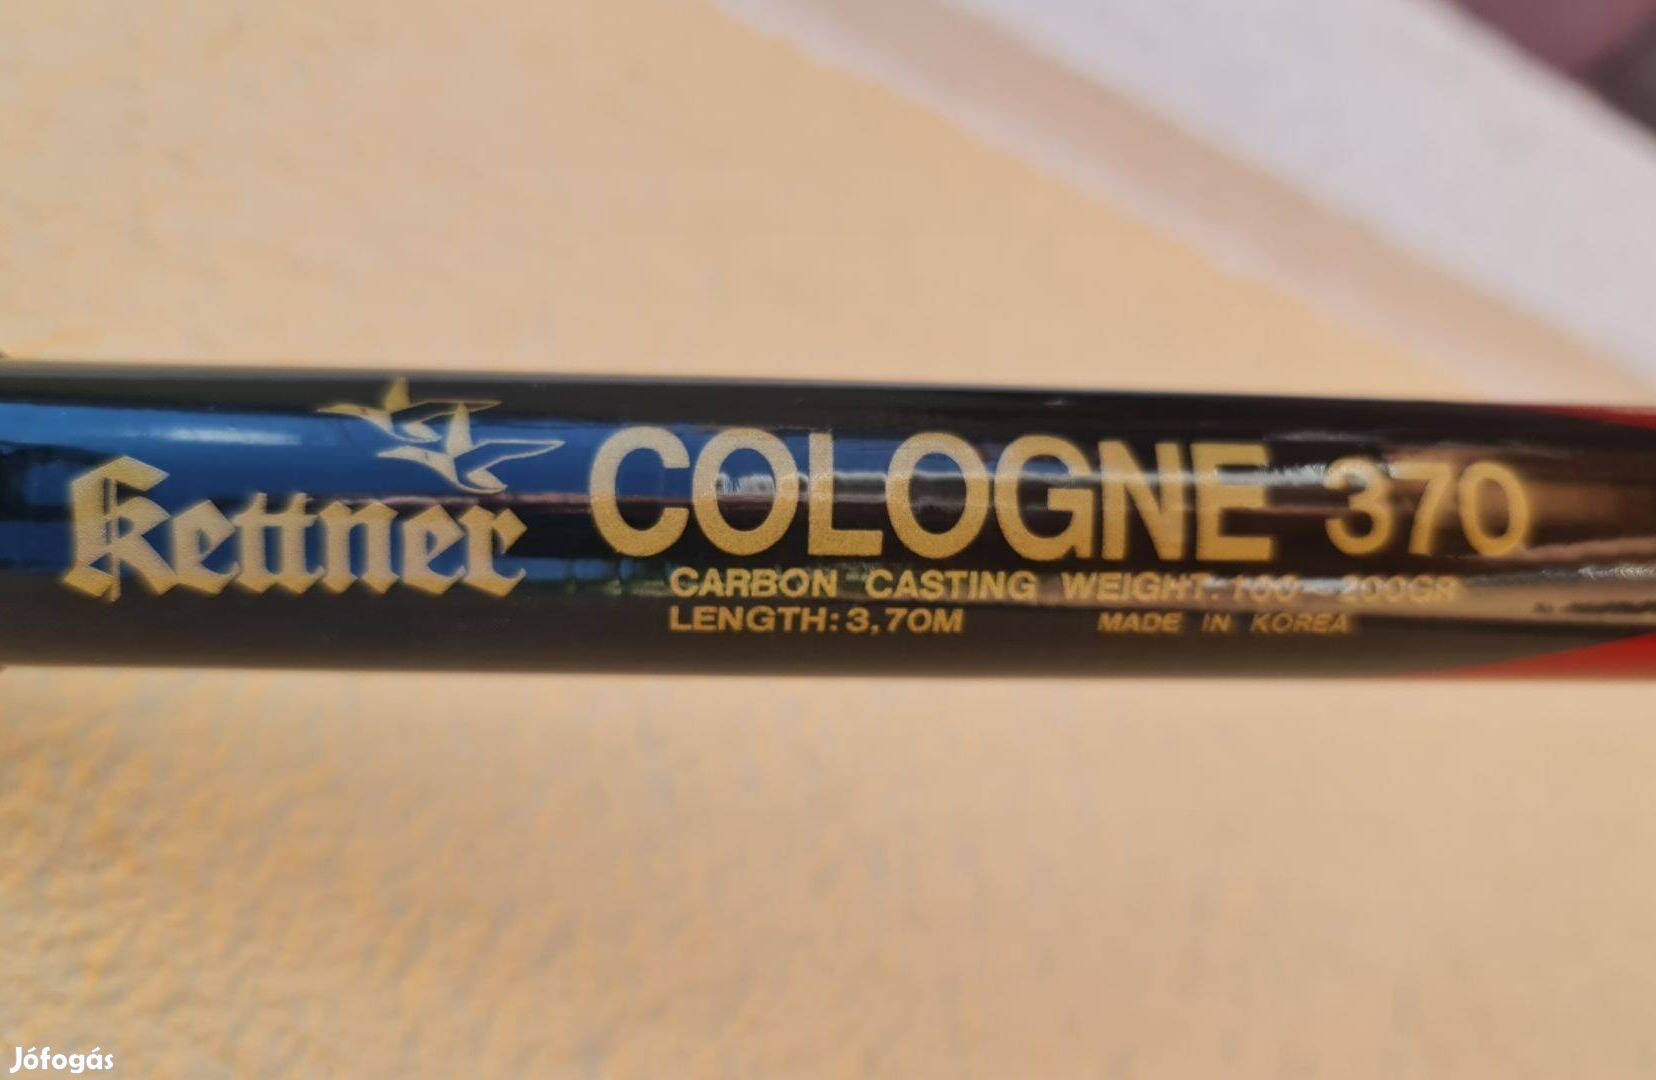 Kettner COLOGNE 370
CARBON CASTING WEIGHT: 100-200GR
LENGTH: 3,70M MADE IN KOREA
Jófogás